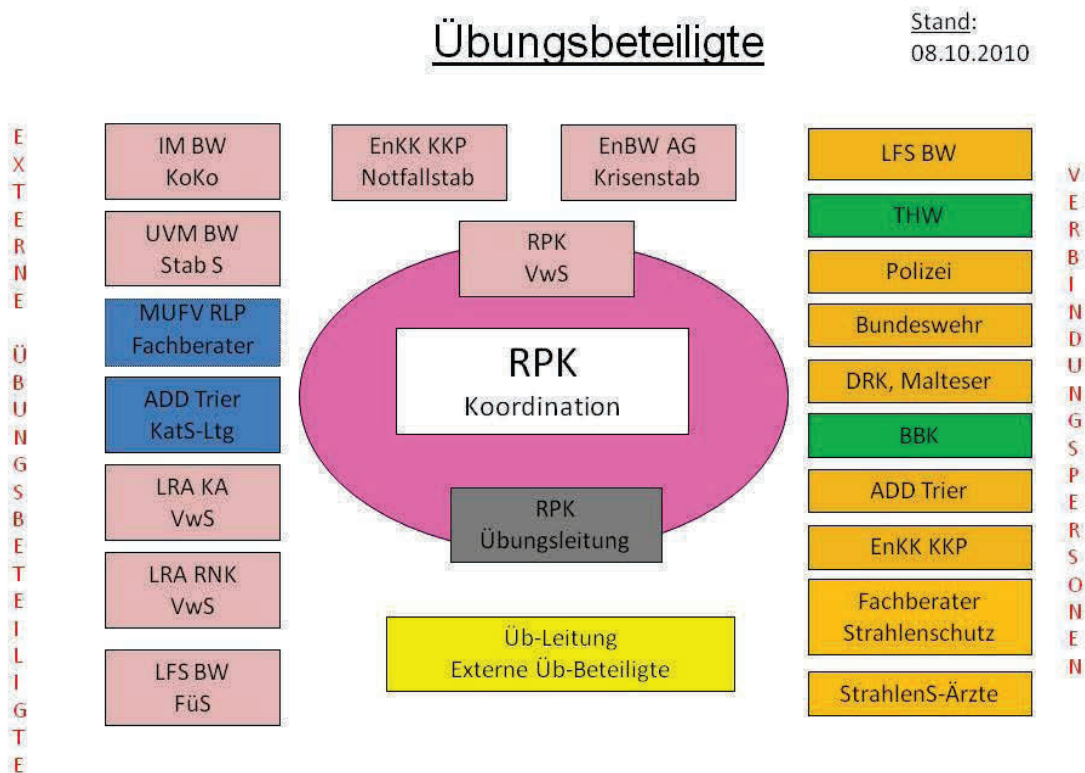 Übungsbeteiligte
Stand:
08.10.2010
EXTERNE ÜBUNGSBETEILIGTE
IM BW
KoKo
UVM BW
Stab S
MUFV RLP
Fachberater
ADD Trier
KatS-Ltg
LRA KA
VwS
LRA RNK
VwS
LFS BW
FüS
EnKK KKP
Notfallstab
EnBW AG
Krisenstab
RPK
VwS
RPK
Koordination
RPK
Übungsleitung
Üb-Leitung
Externe Üb-Beteiligte
LFS BW
THW
Polizei
Bundeswehr
DRK, Malteser
BBK
ADD Trier
EnKK KKP
Fachberater
Strahlenschutz
StrahlenS-Ärzte
VERBINDUNGSPERSONEN